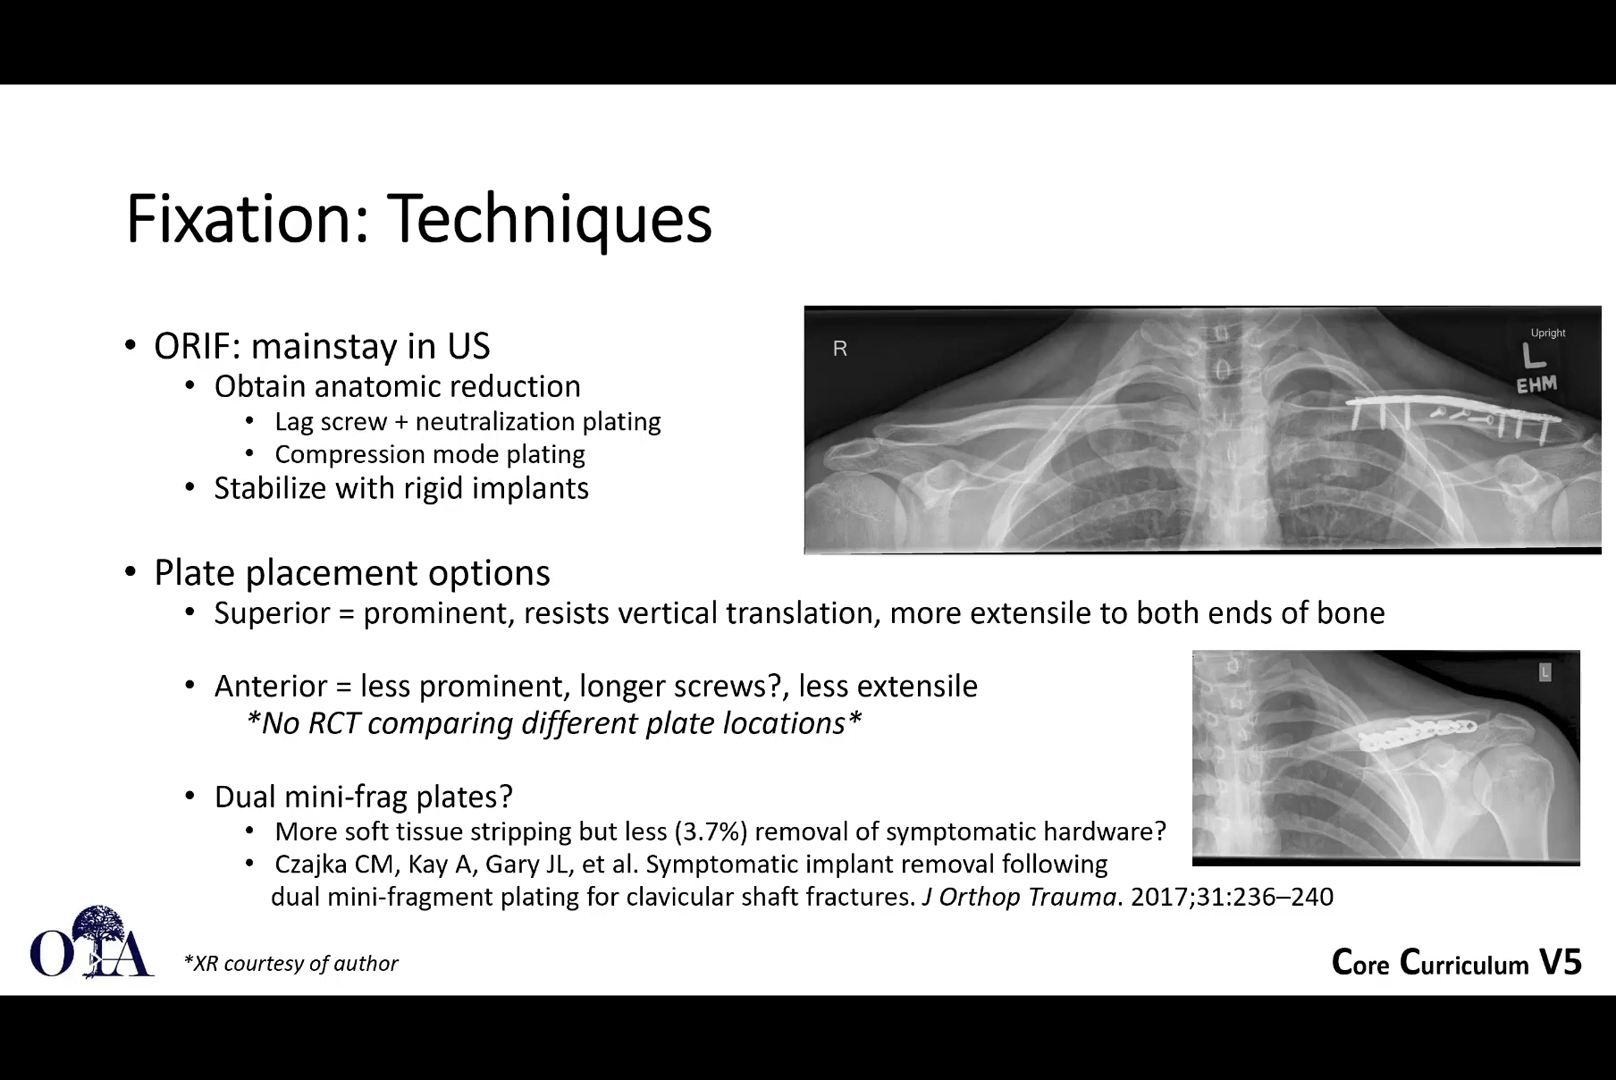 Fixation: Techniques
• ORIF: mainstay in US
• Obtain anatomic reduction
• Lag screw + neutralization plating
• Compression mode plating
• Stabilize with rigid implants
R
Upright
L
EHM
• Plate placement options
• Superior = prominent, resists vertical translation, more extensile to both ends of bone
• Anterior = less prominent, longer screws?, less extensile
*No RCT comparing different plate locations*
L
• Dual mini-frag plates?
• More soft tissue stripping but less (3.7%) removal of symptomatic hardware?
• Czajka CM, Kay A, Gary JL, et al. Symptomatic implant removal following
dual mini-fragment plating for clavicular shaft fractures. J Orthop Trauma. 2017;31:236–240
OTA
*XR courtesy of author
Core Curriculum V5